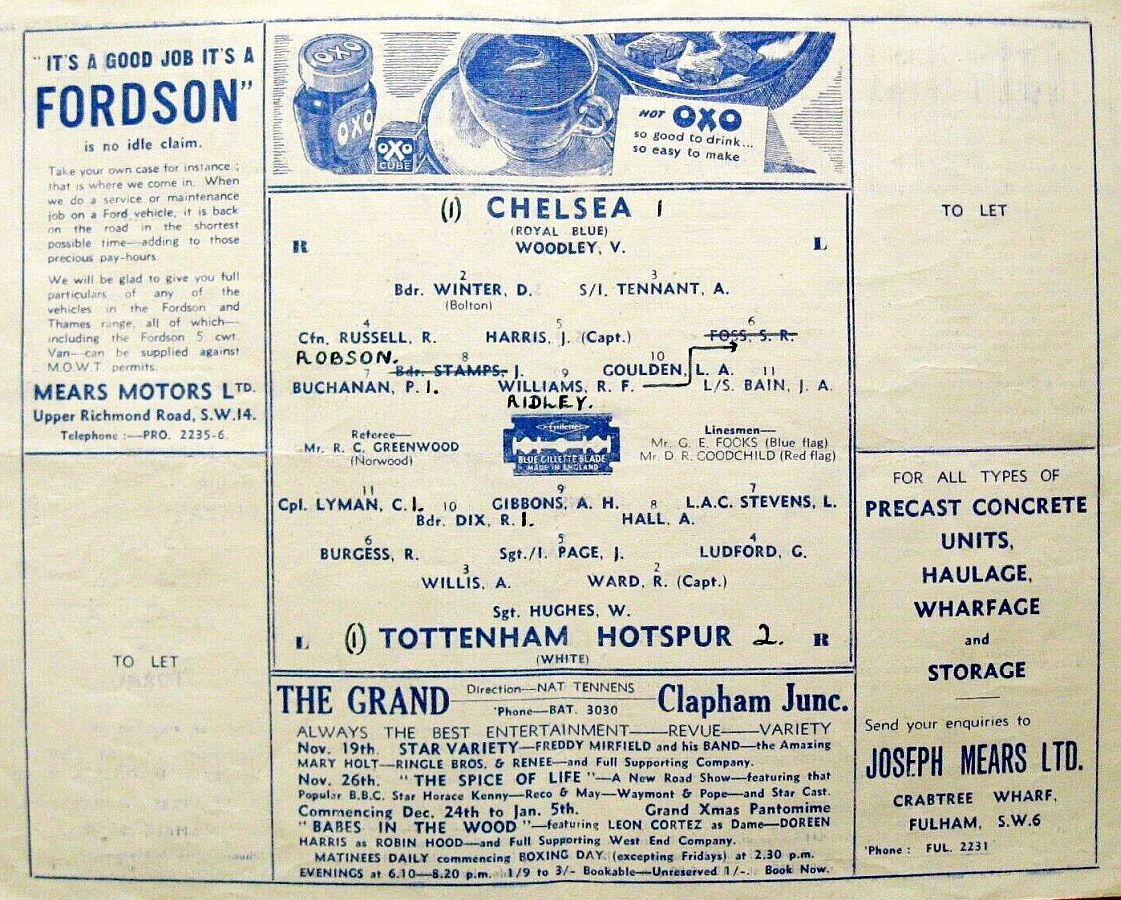 "IT'S A GOOD JOB IT'S A
FORDSON"
is no idle claim.
Take your own case for instance ;
that is where we come in. When
we do a service or maintenance
job on a Ford vehicle, it is back
on the road in the shortest
possible time—adding to those
precious pay-hours.
We will be glad to give you full
particulars of any of the
vehicles in the Fordson and
Thames range, all of which—
including the Fordson 5 cwt.
Van—can be supplied against
M.O.W.T. permits.
MEARS MOTORS LTD.
Upper Richmond Road, S.W.14.
Telephone :—PRO. 2235-6.
TO LET
OXO
OXO
OXO
CUBE
HOT OXO
so good to drink...
so easy to make
(1) CHELSEA 1
(ROYAL BLUE)
R WOODLEY, V. L
2 3
Bdr. WINTER, D. S/I. TENNANT, A.
(Bolton)
4 5 6
Cfn. RUSSELL, R. HARRIS, J. (Capt.) FOSS, S. R.
ROBSON.
8 10
Bdr. STAMPS, J. GOULDEN, L. A.
7 9 11
BUCHANAN, P. 1. WILLIAMS, R. F. L/S. BAIN, J. A.
RIDLEY.
Referee—
Mr. R. C. GREENWOOD
(Norwood)
Gillette
BLUE GILLETTE BLADE
MADE IN ENGLAND
Linesmen—
Mr. G. E. FOCKS (Blue flag)
Mr. D. R. GOODCHILD (Red flag)
11 9 7
Cpl. LYMAN, C. 1. GIBBONS, A. H. L.A.C. STEVENS, L.
10 8
Bdr. DIX, R. 1. HALL, A.
6 5 4
BURGESS, R. Sgt./I. PAGE, J. LUDFORD, G.
3 2
WILLIS, A. WARD, R. (Capt.)
Sgt. HUGHES, W.
L (1) TOTTENHAM HOTSPUR 2. R
(WHITE)
THE GRAND Direction—NAT TENNENS Clapham Junc.
'Phone—BAT. 3030
ALWAYS THE BEST ENTERTAINMENT——REVUE——VARIETY
Nov. 19th. STAR VARIETY—FREDDY MIRFIELD and his BAND—the Amazing
MARY HOLT—RINGLE BROS. & RENEE—and Full Supporting Company.
Nov. 26th. "THE SPICE OF LIFE"—A New Road Show—featuring that
Popular B.B.C. Star Horace Kenny—Reco & May—Waymont & Pope—and Star Cast.
Commencing Dec. 24th to Jan. 5th. Grand Xmas Pantomime
"BABES IN THE WOOD"—featuring LEON CORTEZ as Dame—DOREEN
HARRIS as ROBIN HOOD—and Full Supporting West End Company.
MATINEES DAILY commencing BOXING DAY. (excepting Fridays) at 2.30 p.m.
EVENINGS at 6.10—8.20 p.m. 1/9 to 3/- Bookable—Unreserved 1/-. Book Now.
TO LET
FOR ALL TYPES OF
PRECAST CONCRETE
UNITS,
HAULAGE,
WHARFAGE
and
STORAGE
Send your enquiries to
JOSEPH MEARS LTD.
CRABTREE WHARF,
FULHAM, S.W.6
'Phone : FUL. 2231